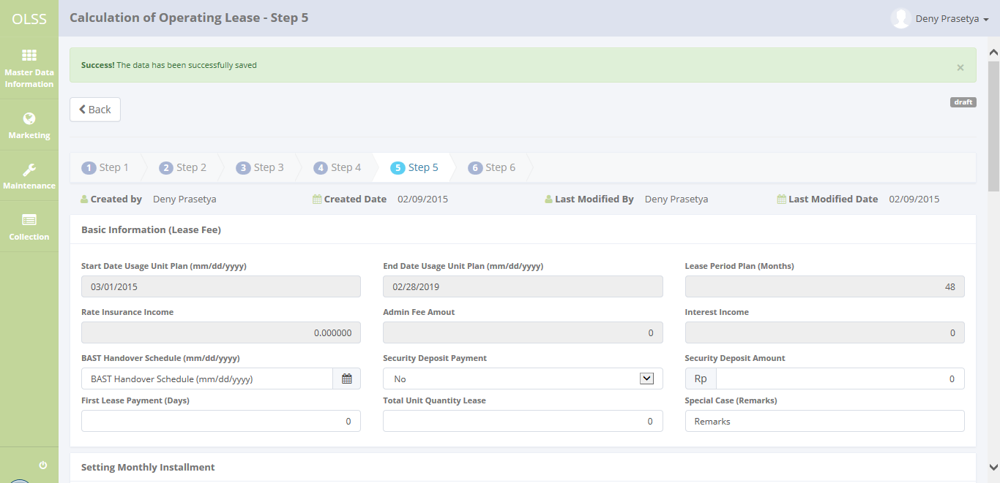 OLSS
Calculation of Operating Lease - Step 5
Deny Prasetya
Master Data
Information
Marketing
Maintenance
Collection
Success! The data has been successfully saved
×
Back
draft
1 Step 1
2 Step 2
3 Step 3
4 Step 4
5 Step 5
6 Step 6
Created by Deny Prasetya
Created Date 02/09/2015
Last Modified By Deny Prasetya
Last Modified Date 02/09/2015
Basic Information (Lease Fee)
Start Date Usage Unit Plan (mm/dd/yyyy)
03/01/2015
End Date Usage Unit Plan (mm/dd/yyyy)
02/28/2019
Lease Period Plan (Months)
48
Rate Insurance Income
0.000000
Admin Fee Amout
0
Interest Income
0
BAST Handover Schedule (mm/dd/yyyy)
BAST Handover Schedule (mm/dd/yyyy)
Security Deposit Payment
No
Security Deposit Amount
Rp 0
First Lease Payment (Days)
0
Total Unit Quantity Lease
0
Special Case (Remarks)
Remarks
Setting Monthly Installment